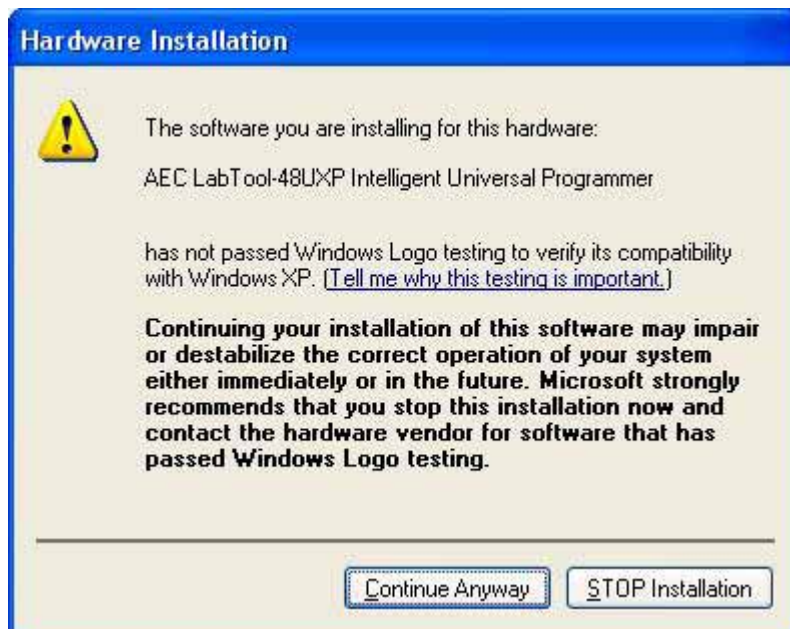 Hardware Installation
The software you are installing for this hardware:
AEC LabTool-48UXP Intelligent Universal Programmer
has not passed Windows Logo testing to verify its compatibility
with Windows XP. (Tell me why this testing is important.)
Continuing your installation of this software may impair
or destabilize the correct operation of your system
either immediately or in the future. Microsoft strongly
recommends that you stop this installation now and
contact the hardware vendor for software that has
passed Windows Logo testing.
Continue Anyway STOP Installation